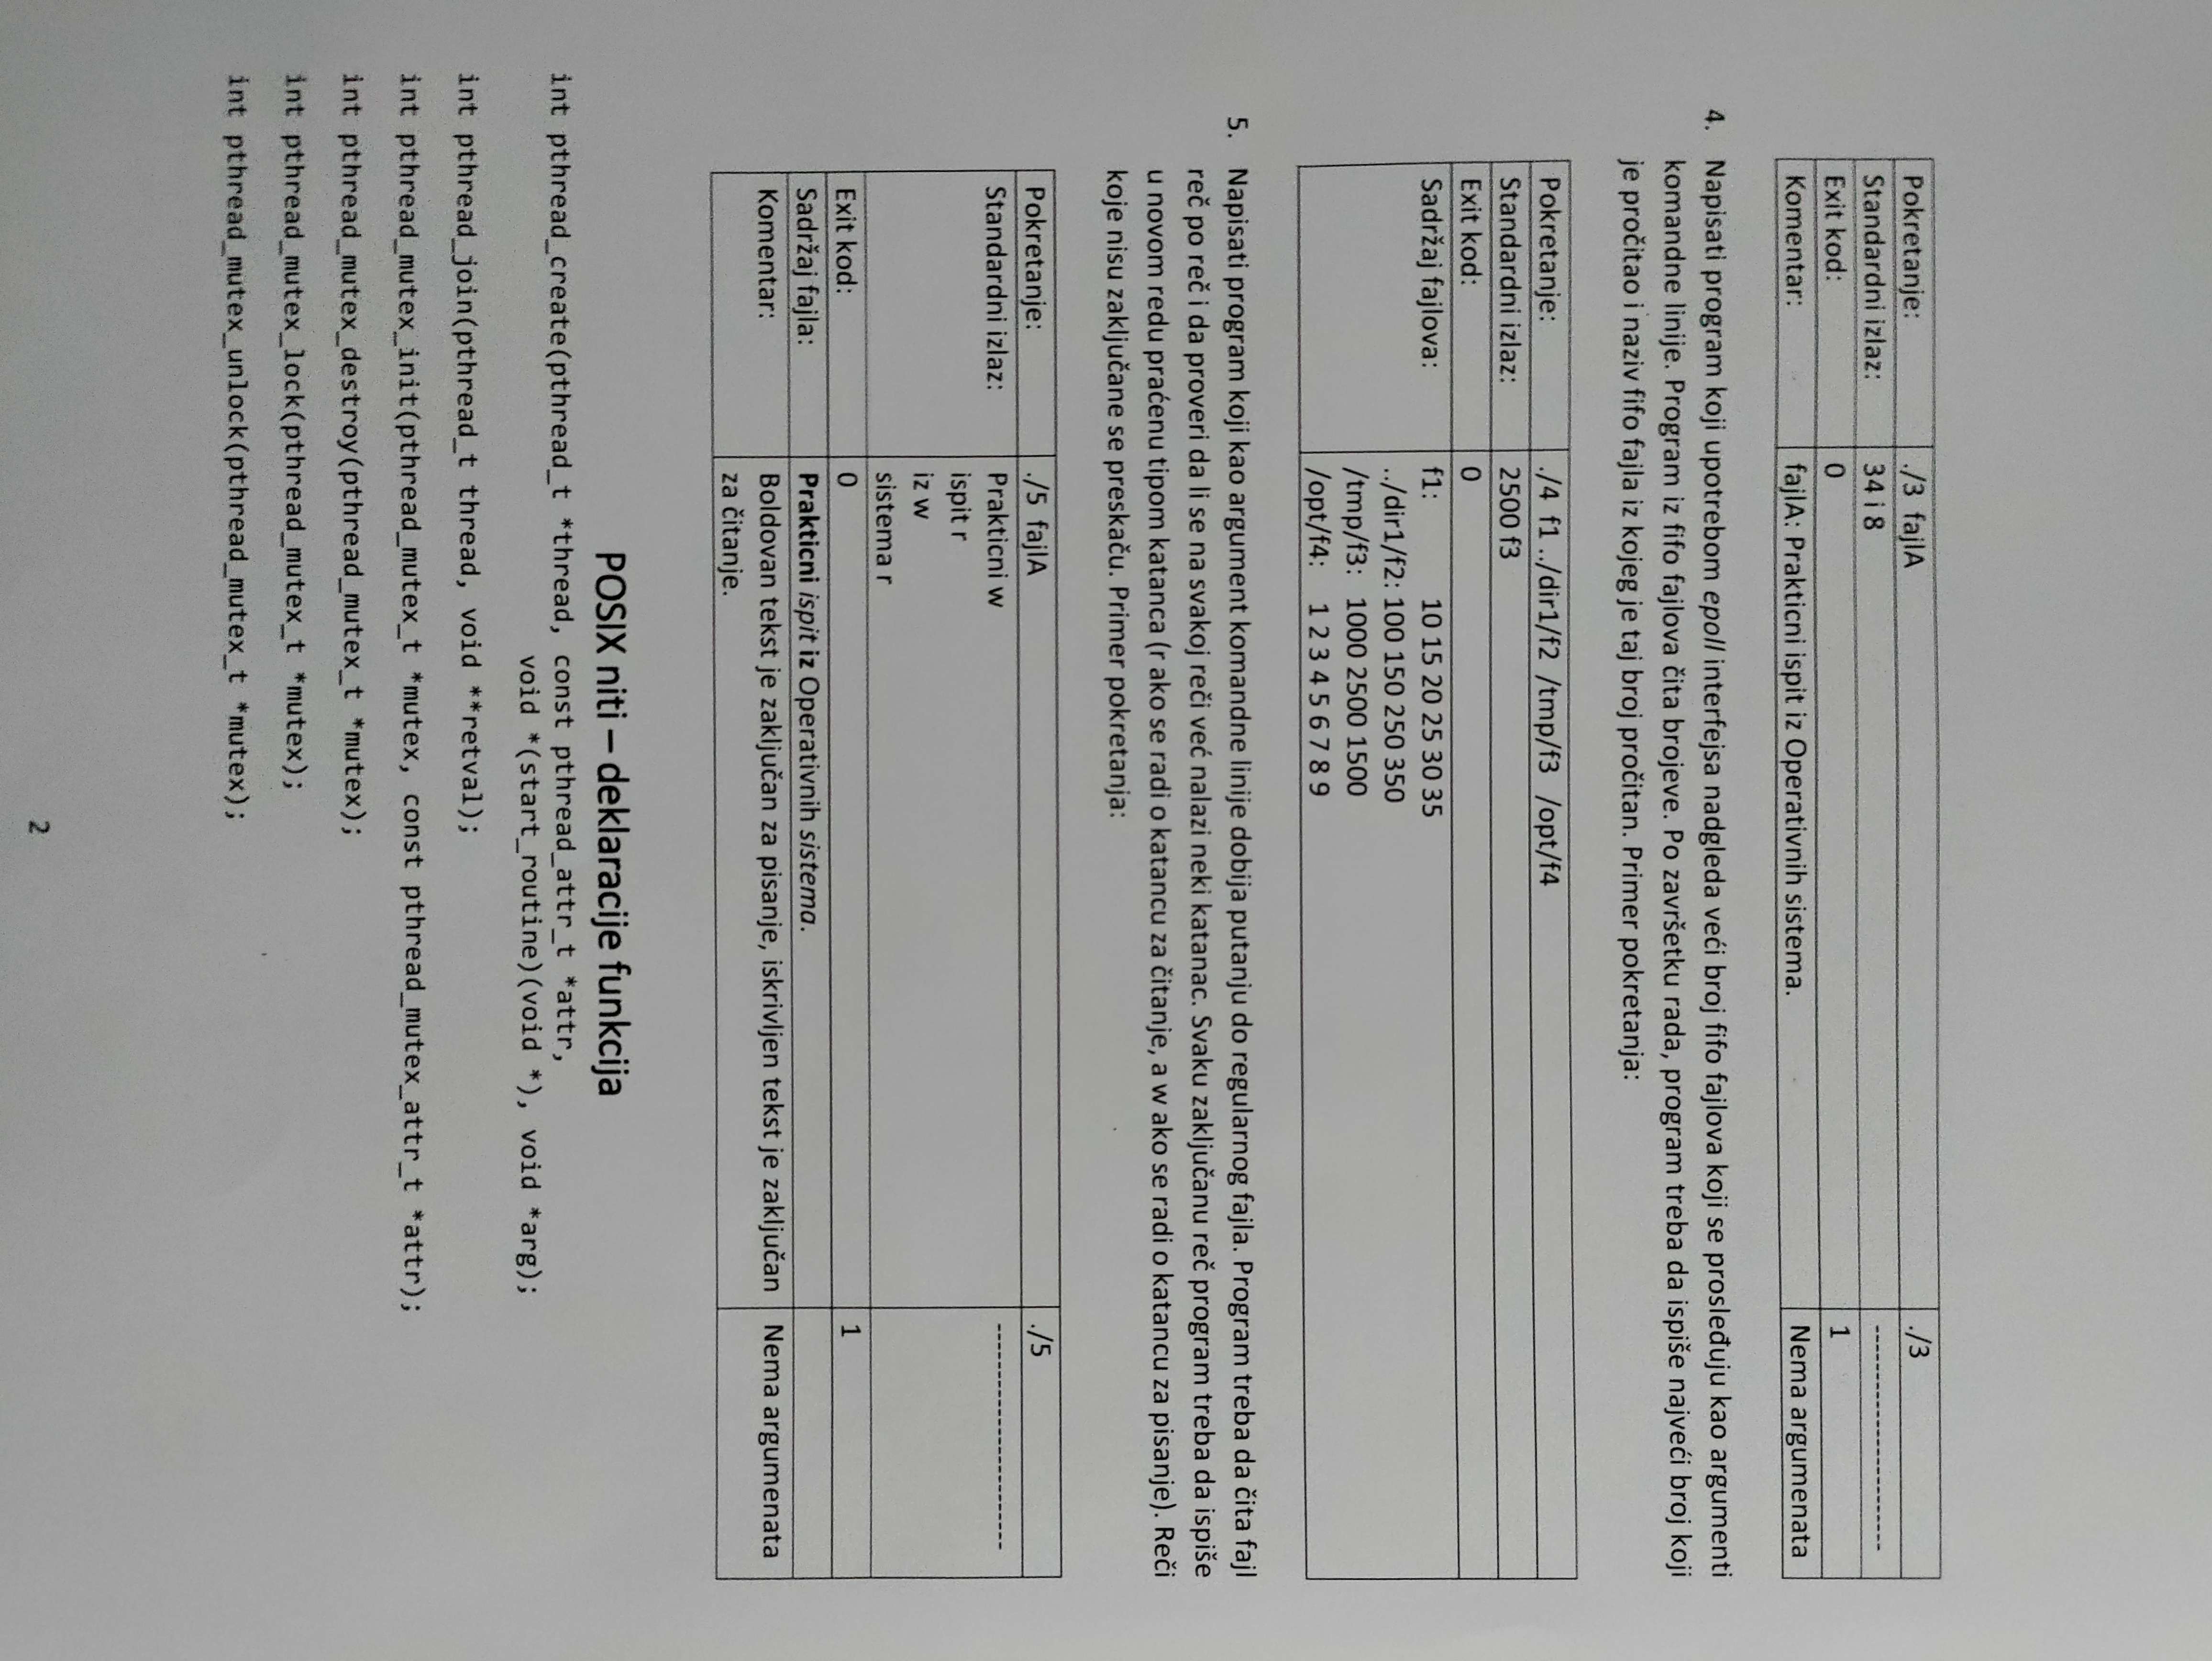 Pokretanje: ./3 fajlA ./3
Standardni izlaz: 34 i 8 ------------------------
Exit kod: 0 1
Komentar: fajlA: Prakticni ispit iz Operativnih sistema. Nema argumenata
4. Napisati program koji upotrebom epoll interfejsa nadgleda veći broj fifo fajlova koji se prosleđuju kao argumenti
komandne linije. Program iz fifo fajlova čita brojeve. Po završetku rada, program treba da ispiše najveći broj koji
je pročitao i naziv fifo fajla iz kojeg je taj broj pročitan. Primer pokretanja:
Pokretanje: ./4 f1 ../dir1/f2 /tmp/f3 /opt/f4
Standardni izlaz: 2500 f3
Exit kod: 0
Sadržaj fajlova: f1: 10 15 20 25 30 35
../dir1/f2: 100 150 250 350
/tmp/f3: 1000 2500 1500
/opt/f4: 1 2 3 4 5 6 7 8 9
5. Napisati program koji kao argument komandne linije dobija putanju do regularnog fajla. Program treba da čita fajl
reč po reč i da proveri da li se na svakoj reči već nalazi neki katanac. Svaku zaključanu reč program treba da ispiše
u novom redu praćenu tipom katanca (r ako se radi o katancu za čitanje, a w ako se radi o katancu za pisanje). Reči
koje nisu zaključane se preskaču. Primer pokretanja:
Pokretanje: ./5 fajlA ./5
Standardni izlaz: Prakticni w ------------------------
ispit r
iz w
sistema r
Exit kod: 0 1
Sadržaj fajla: Prakticni ispit iz Operativnih sistema.
Komentar: Boldovan tekst je zaključan za pisanje, iskrivljen tekst je zaključan Nema argumenata
za čitanje.
POSIX niti – deklaracije funkcija
int pthread_create(pthread_t *thread, const pthread_attr_t *attr,
void *(start_routine)(void *), void *arg);
int pthread_join(pthread_t thread, void **retval);
int pthread_mutex_init(pthread_mutex_t *mutex, const pthread_mutex_attr_t *attr);
int pthread_mutex_destroy(pthread_mutex_t *mutex);
int pthread_mutex_lock(pthread_mutex_t *mutex);
int pthread_mutex_unlock(pthread_mutex_t *mutex);
2